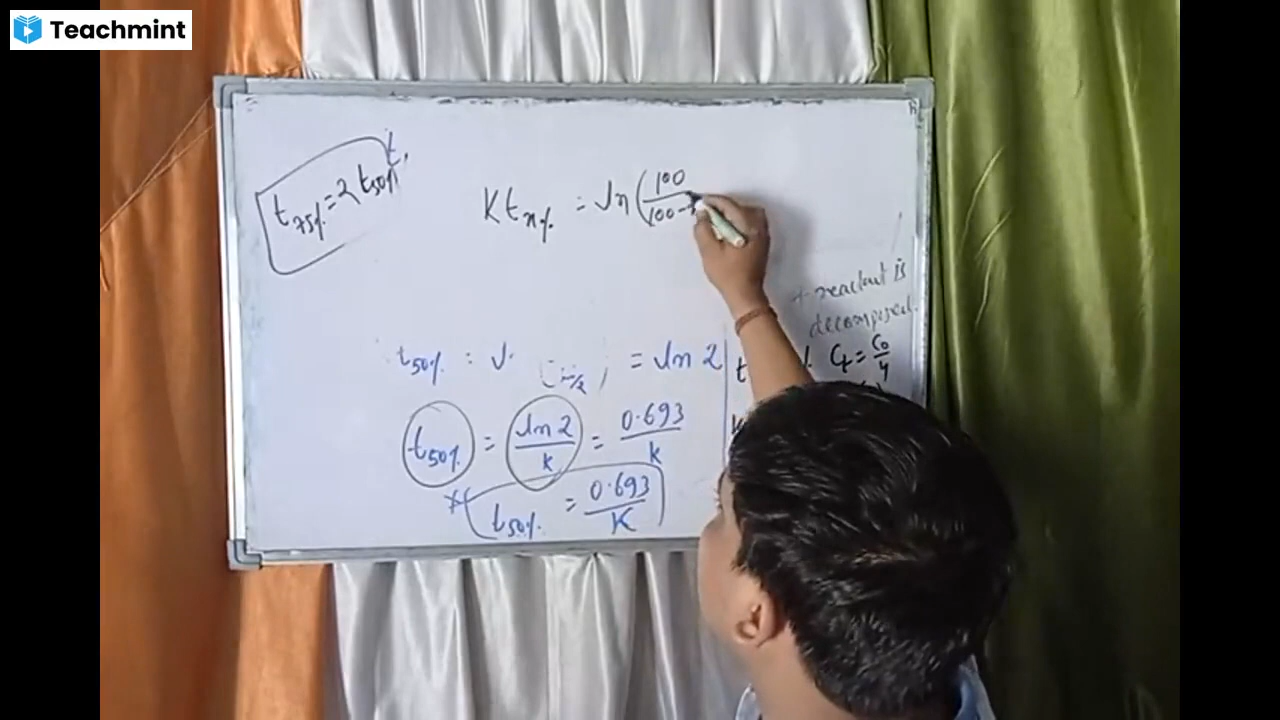 Teachmint
t75% = 2 t50%
K t x% = ln ( 100 / 100 -
+ reactant is
decomposed.
t50% = ln 2
Ct = C0/4
t50% = ln 2 / k = 0.693 / k
t50% = 0.693 / K